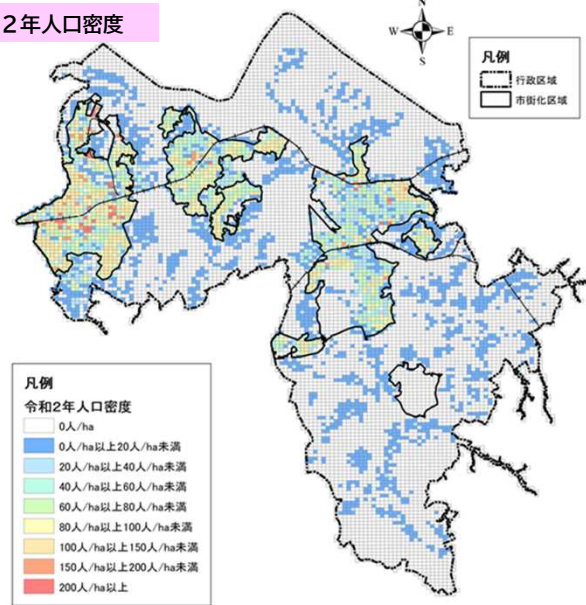 2年人口密度
N
W E
S
凡例
行政区域
市街化区域
凡例
令和2年人口密度
0人/ha
0人/ha以上20人/ha未満
20人/ha以上40人/ha未満
40人/ha以上60人/ha未満
60人/ha以上80人/ha未満
80人/ha以上100人/ha未満
100人/ha以上150人/ha未満
150人/ha以上200人/ha未満
200人/ha以上